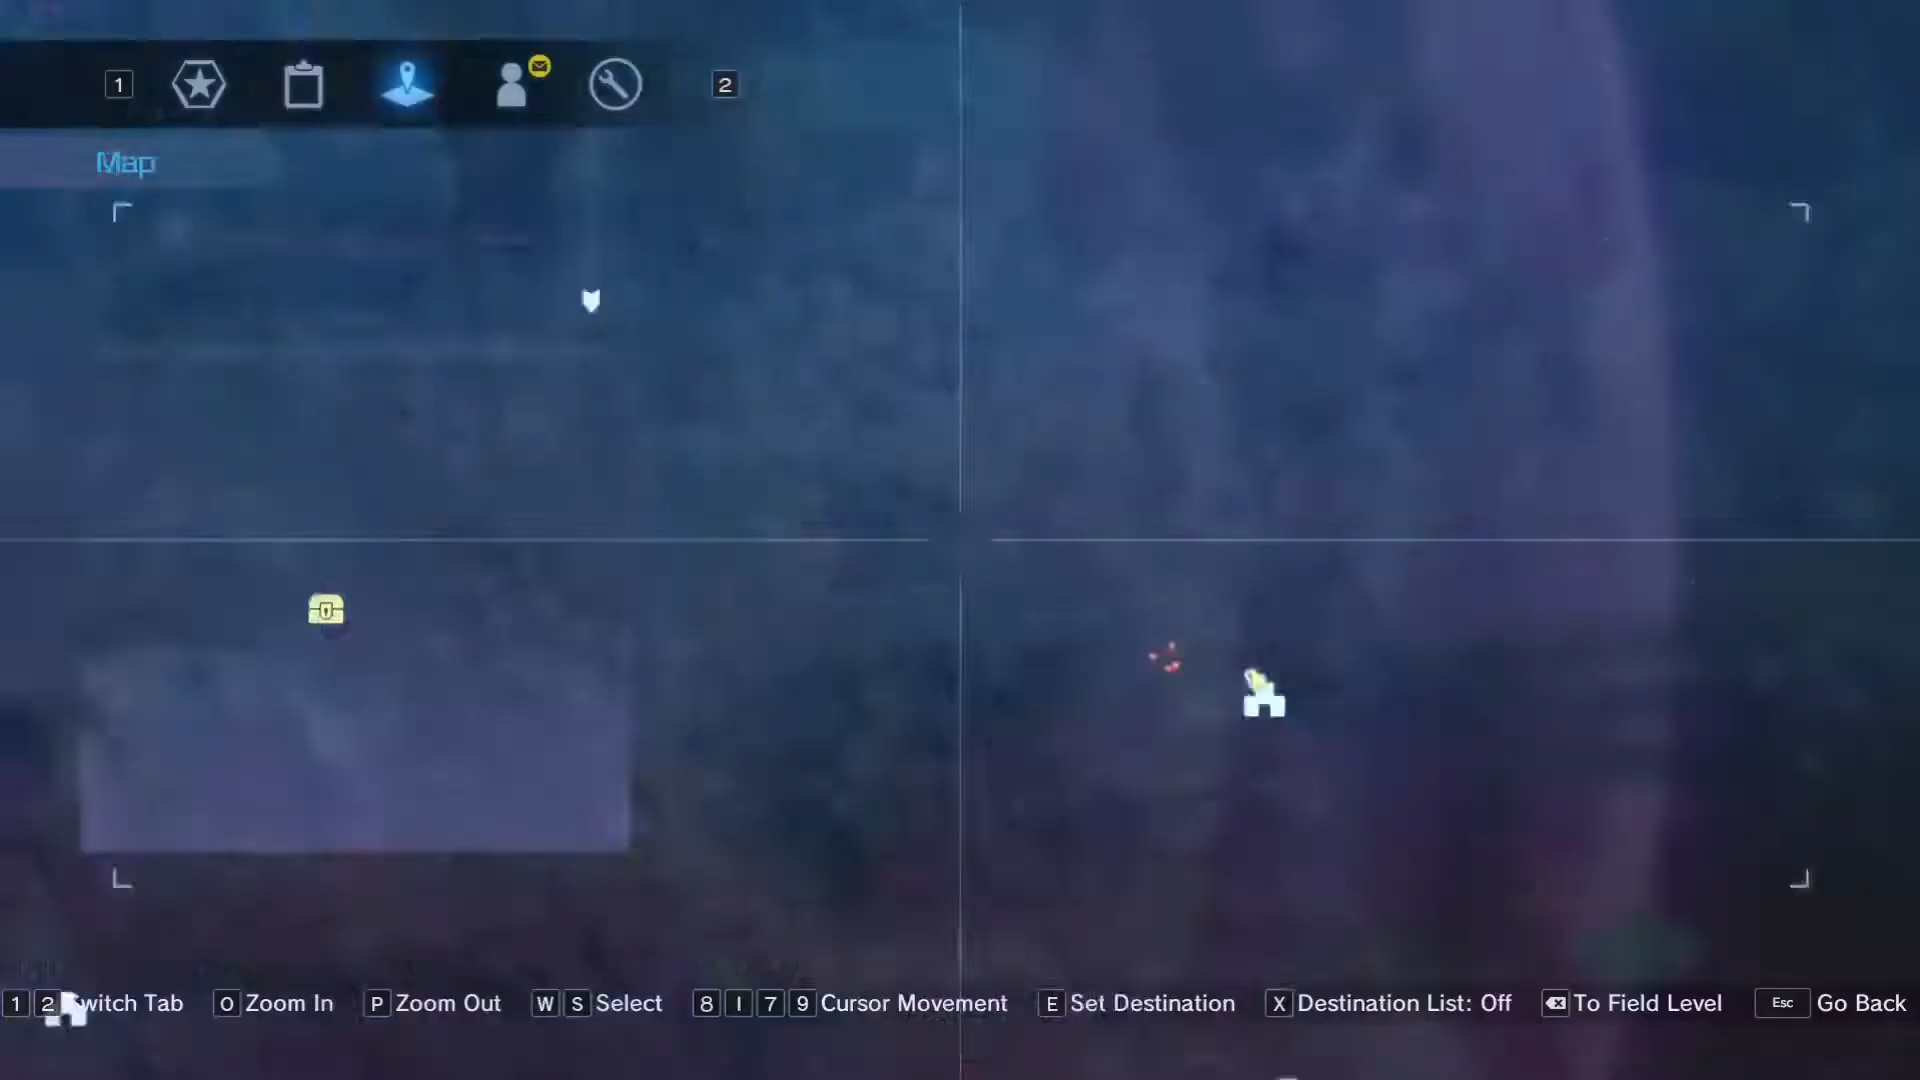 1 2
Map
1 2 witch Tab O Zoom In P Zoom Out W S Select 8 I 7 9 Cursor Movement E Set Destination X Destination List: Off To Field Level Esc Go Back